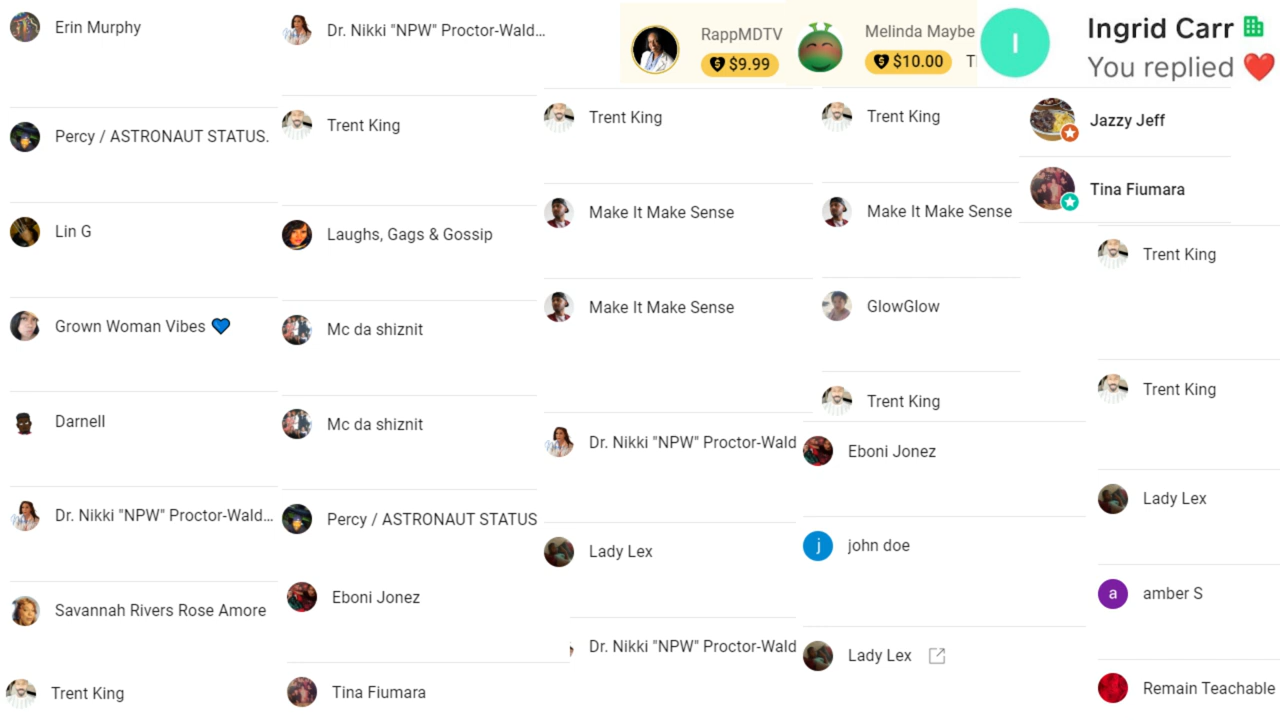 Erin Murphy
Percy / ASTRONAUT STATUS.
Lin G
Grown Woman Vibes 💙
Darnell
Dr. Nikki "NPW" Proctor-Wald...
Savannah Rivers Rose Amore
Trent King
Dr. Nikki "NPW" Proctor-Wald...
Trent King
Laughs, Gags & Gossip
Mc da shiznit
Mc da shiznit
Percy / ASTRONAUT STATUS
Eboni Jonez
Tina Fiumara
RappMDTV
$9.99
Trent King
Make It Make Sense
Make It Make Sense
Dr. Nikki "NPW" Proctor-Wald
Lady Lex
Dr. Nikki "NPW" Proctor-Wald
Melinda Maybe
$10.00 T
Trent King
Make It Make Sense
GlowGlow
Trent King
Eboni Jonez
j
john doe
Lady Lex
I
Ingrid Carr
You replied ❤️
Jazzy Jeff
Tina Fiumara
Trent King
Trent King
Lady Lex
a
amber S
Remain Teachable